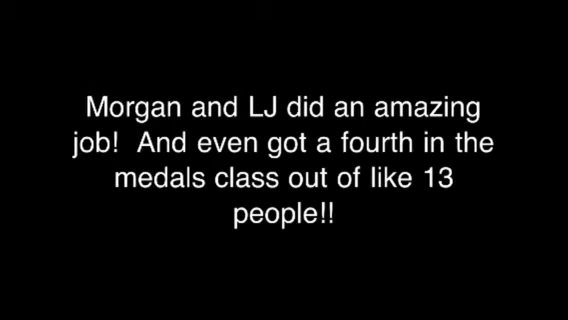 Morgan and LJ did an amazing
job!  And even got a fourth in the
medals class out of like 13
people!!